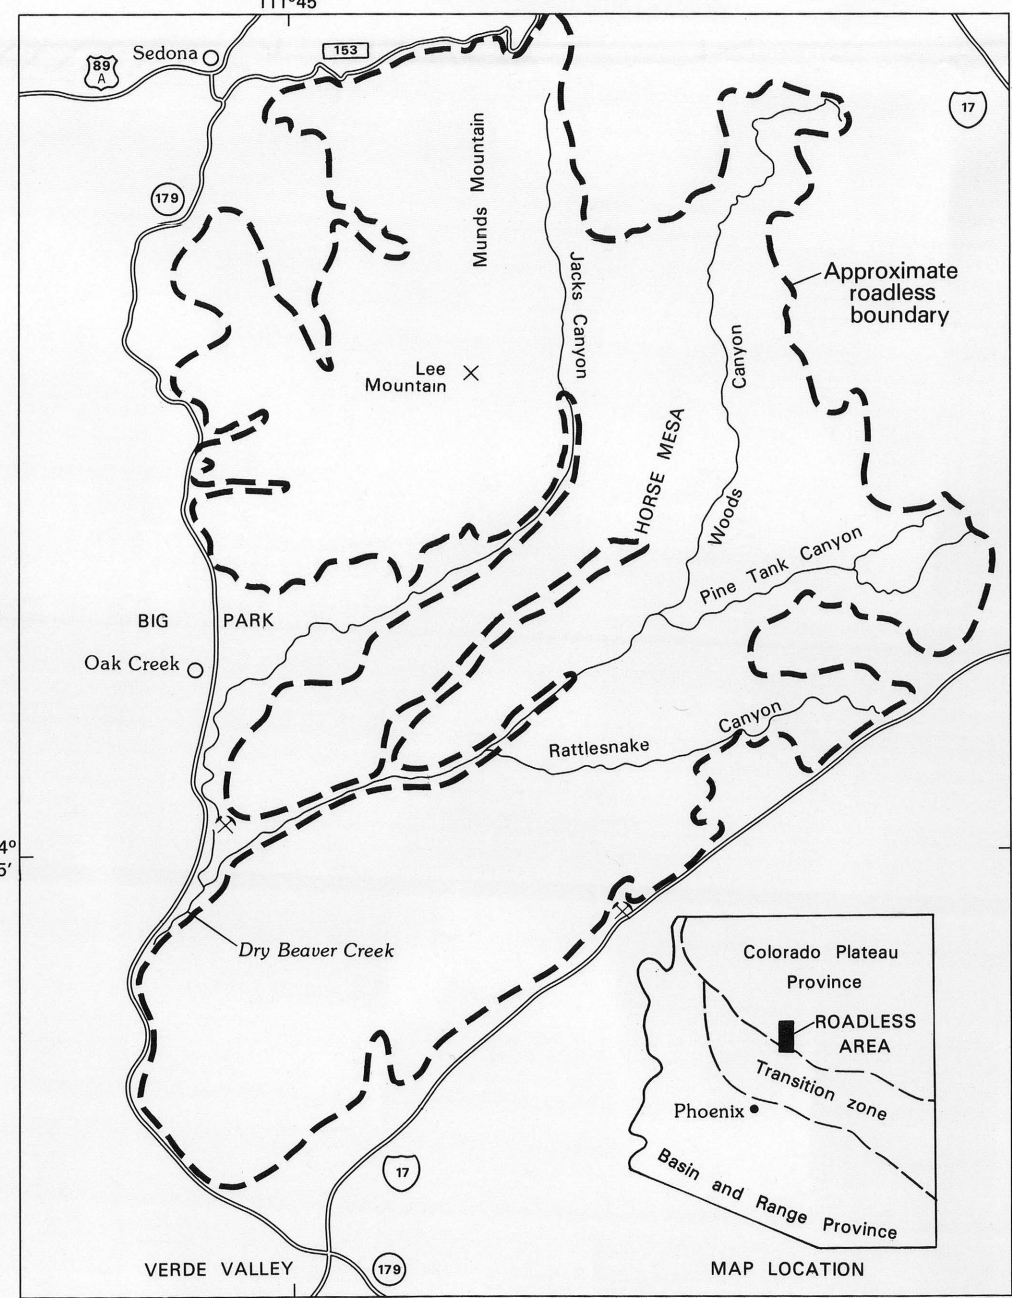 111°45'
Sedona
153
89
A
17
179
Munds Mountain
Jacks Canyon
Approximate
roadless
boundary
Canyon
Woods
Lee
Mountain
HORSE MESA
Pine Tank Canyon
BIG PARK
Oak Creek
Rattlesnake Canyon
4°
5'
Dry Beaver Creek
Colorado Plateau
Province
ROADLESS
AREA
Transition zone
Phoenix
Basin and Range Province
17
179
VERDE VALLEY
MAP LOCATION